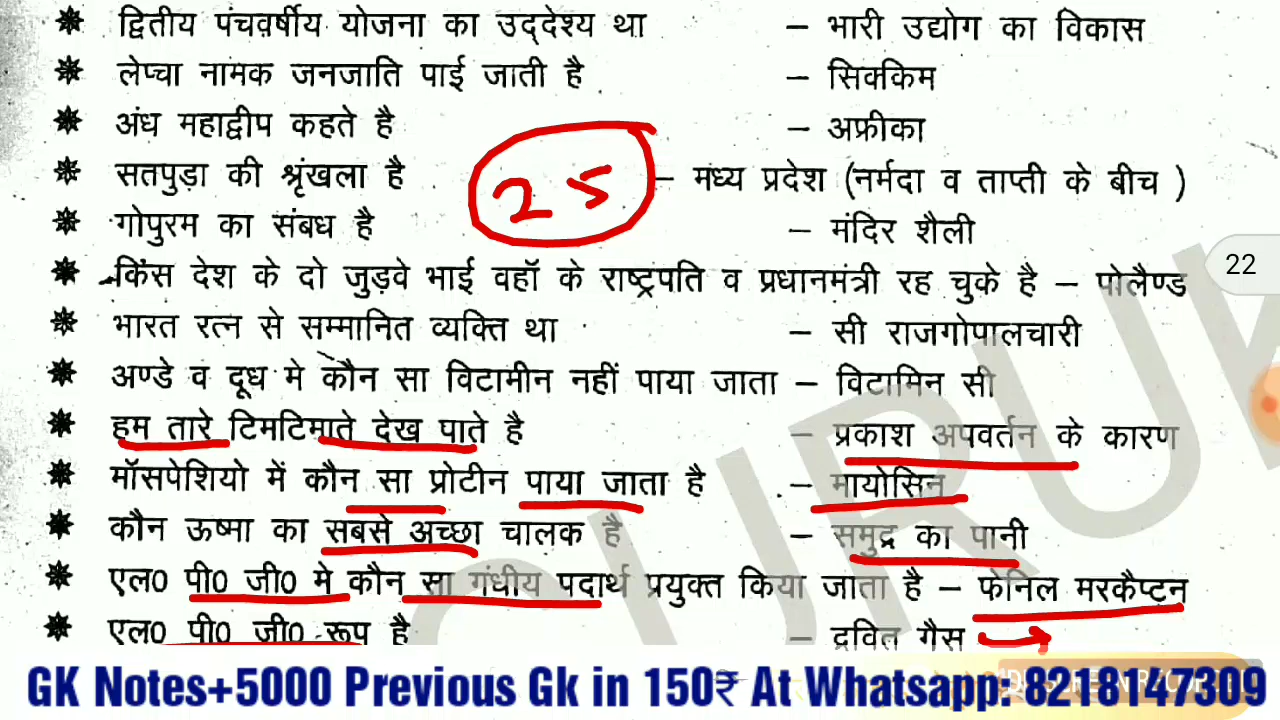 ✷ द्वितीय पंचवर्षीय योजना का उद्देश्य था – भारी उद्योग का विकास
✷ लेप्चा नामक जनजाति पाई जाती है – सिक्किम
✷ अंध महाद्वीप कहते है – अफ्रीका
✷ सतपुड़ा की श्रृंखला है – मध्य प्रदेश (नर्मदा व ताप्ती के बीच )
25
✷ गोपुरम का संबध है – मंदिर शैली
✷ किस देश के दो जुड़वे भाई वहॉ के राष्ट्रपति व प्रधानमंत्री रह चुके है – पोलैण्ड
22
✷ भारत रत्न से सम्मानित व्यक्ति था – सी राजगोपालचारी
✷ अण्डे व दूध मे कौन सा विटामीन नहीं पाया जाता – विटामिन सी
✷ हम तारे टिमटिमाते देख पाते है – प्रकाश अपवर्तन के कारण
✷ मॉसपेशियो में कौन सा प्रोटीन पाया जाता है – मायोसिन
✷ कौन ऊष्मा का सबसे अच्छा चालक है – समुद्र का पानी
✷ एल0 पी0 जी0 मे कौन सा गंधीय पदार्थ प्रयुक्त किया जाता है – फेनिल मरकैप्टन
✷ एल0 पी0 जी0 रूप है – द्रवित गैस
GK Notes+5000 Previous Gk in 150₹ At Whatsapp: 8218147309